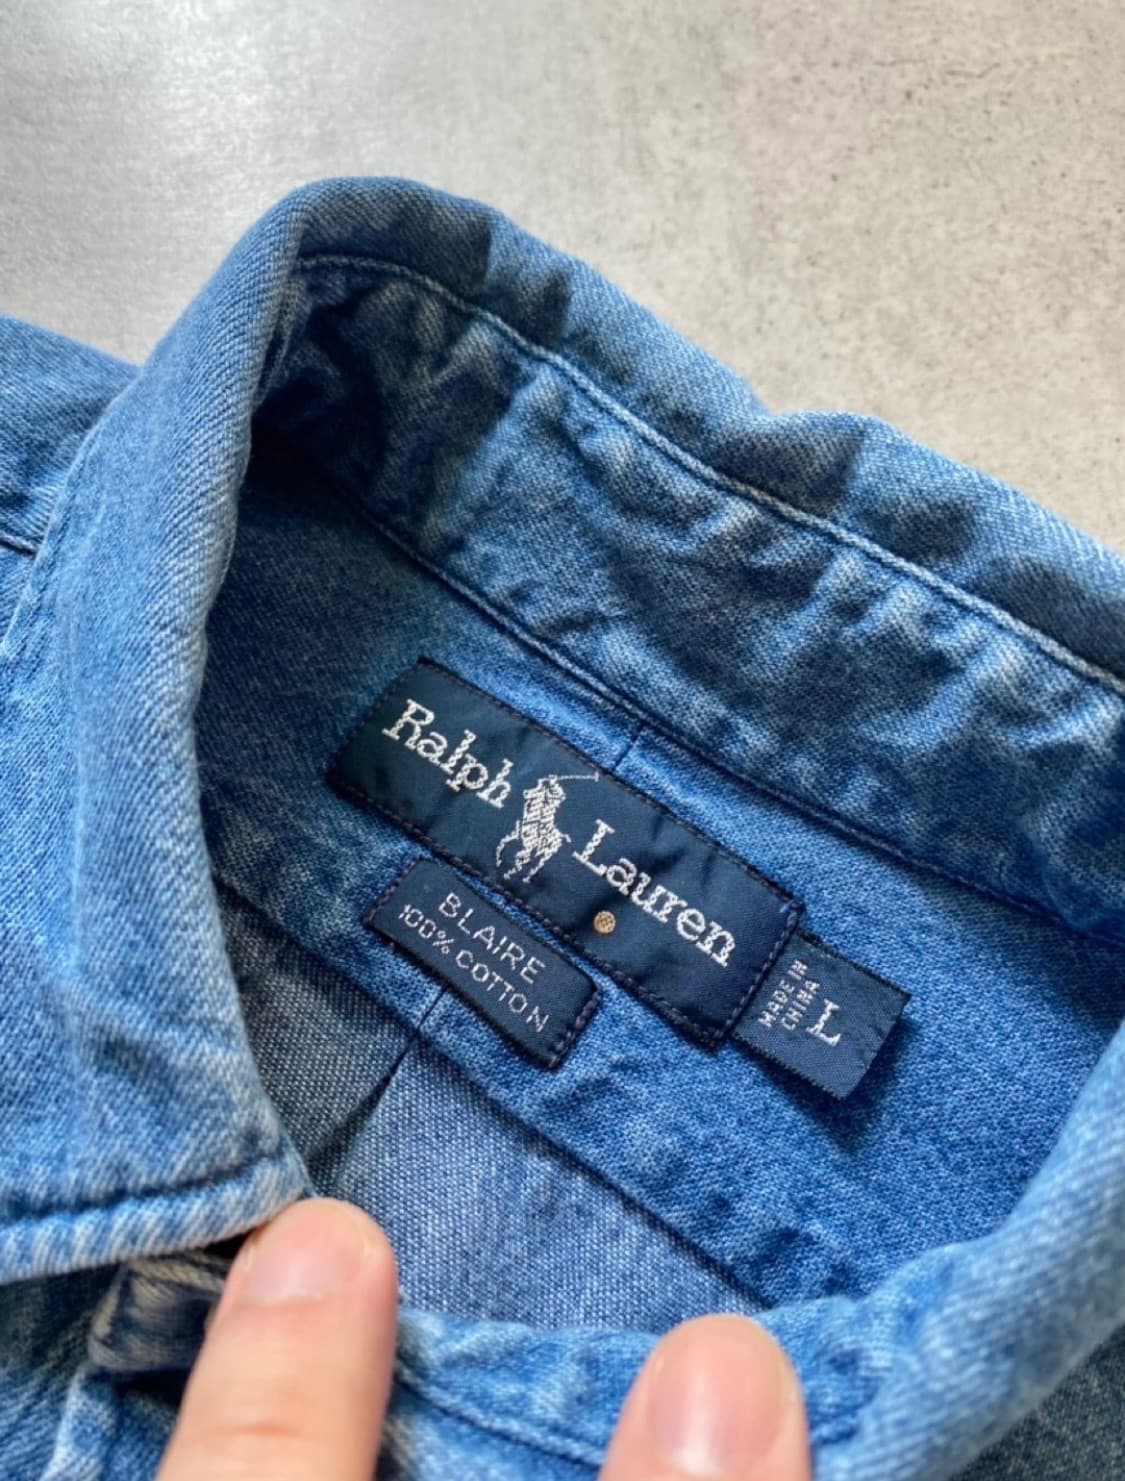 Ralph Lauren
BLAIRE
100% COTTON
MADE IN
CHINA
L